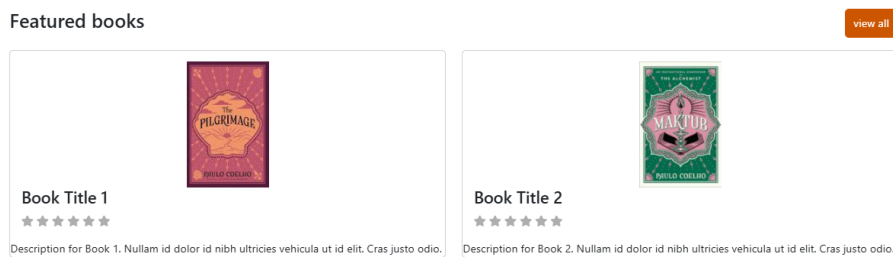 Featured books
view all
The
PILGRIMAGE
PAULO COELHO
Book Title 1
Description for Book 1. Nullam id dolor id nibh ultricies vehicula ut id elit. Cras justo odio.
THE ALCHEMIST
MAKTUB
PAULO COELHO
Book Title 2
Description for Book 2. Nullam id dolor id nibh ultricies vehicula ut id elit. Cras justo odio.